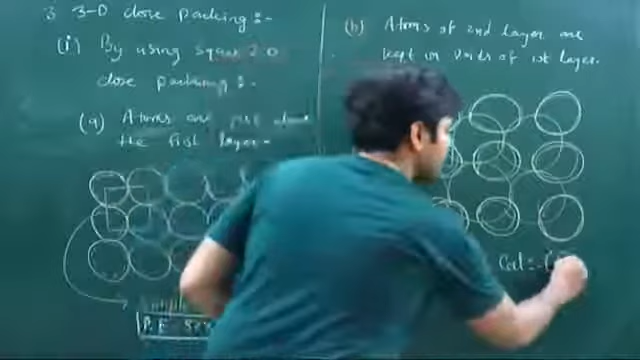 3 3-D close packing:-
(i) By using square 2-D
close packing:-
(a) Atoms are just above
the first layer-
P.E
(b) Atoms of 2nd layer are
kept in voids of 1st layer.